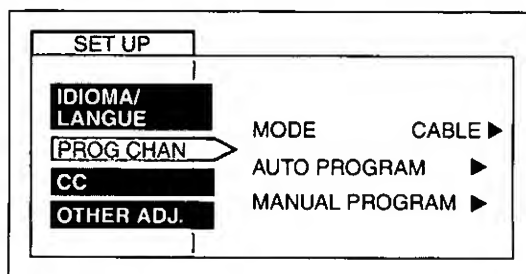 SET UP
IDIOMA/
LANGUE
PROG CHAN
CC
OTHER ADJ.
MODE CABLE ▶
AUTO PROGRAM ▶
MANUAL PROGRAM ▶